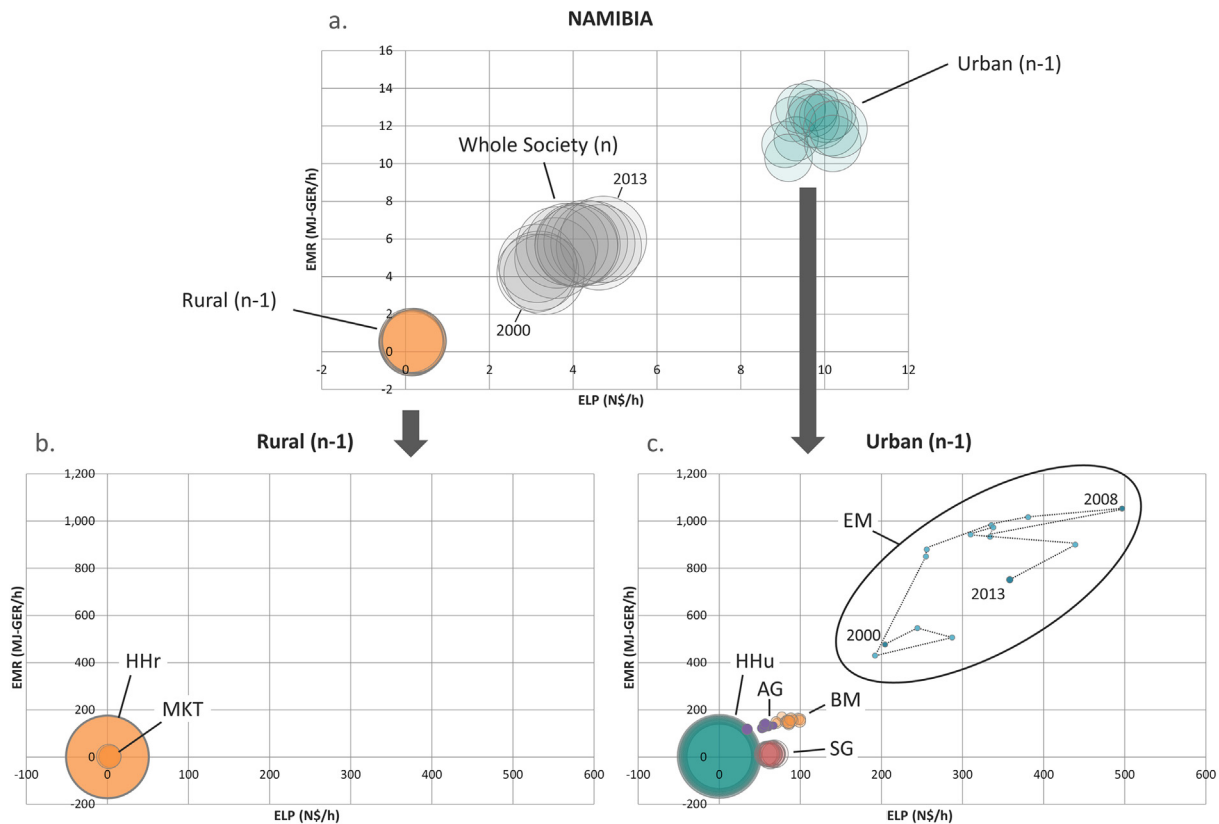 a.
NAMIBIA
16
14
12
10
8
6
4
2
0
-2
EMR (MJ-GER/h)
Urban (n-1)
Whole Society (n)
2013
Rural (n-1)
2000
-2 0 2 4 6 8 10 12
ELP (N$/h)
b.
Rural (n-1)
1,200
1,000
800
600
400
200
0
-200
EMR (MJ-GER/h)
HHr
MKT
-100 0 100 200 300 400 500 600
ELP (N$/h)
c.
Urban (n-1)
1,200
1,000
800
600
400
200
0
-200
EMR (MJ-GER/h)
2008
EM
2013
2000
HHu
AG
BM
SG
-100 0 100 200 300 400 500 600
ELP (N$/h)